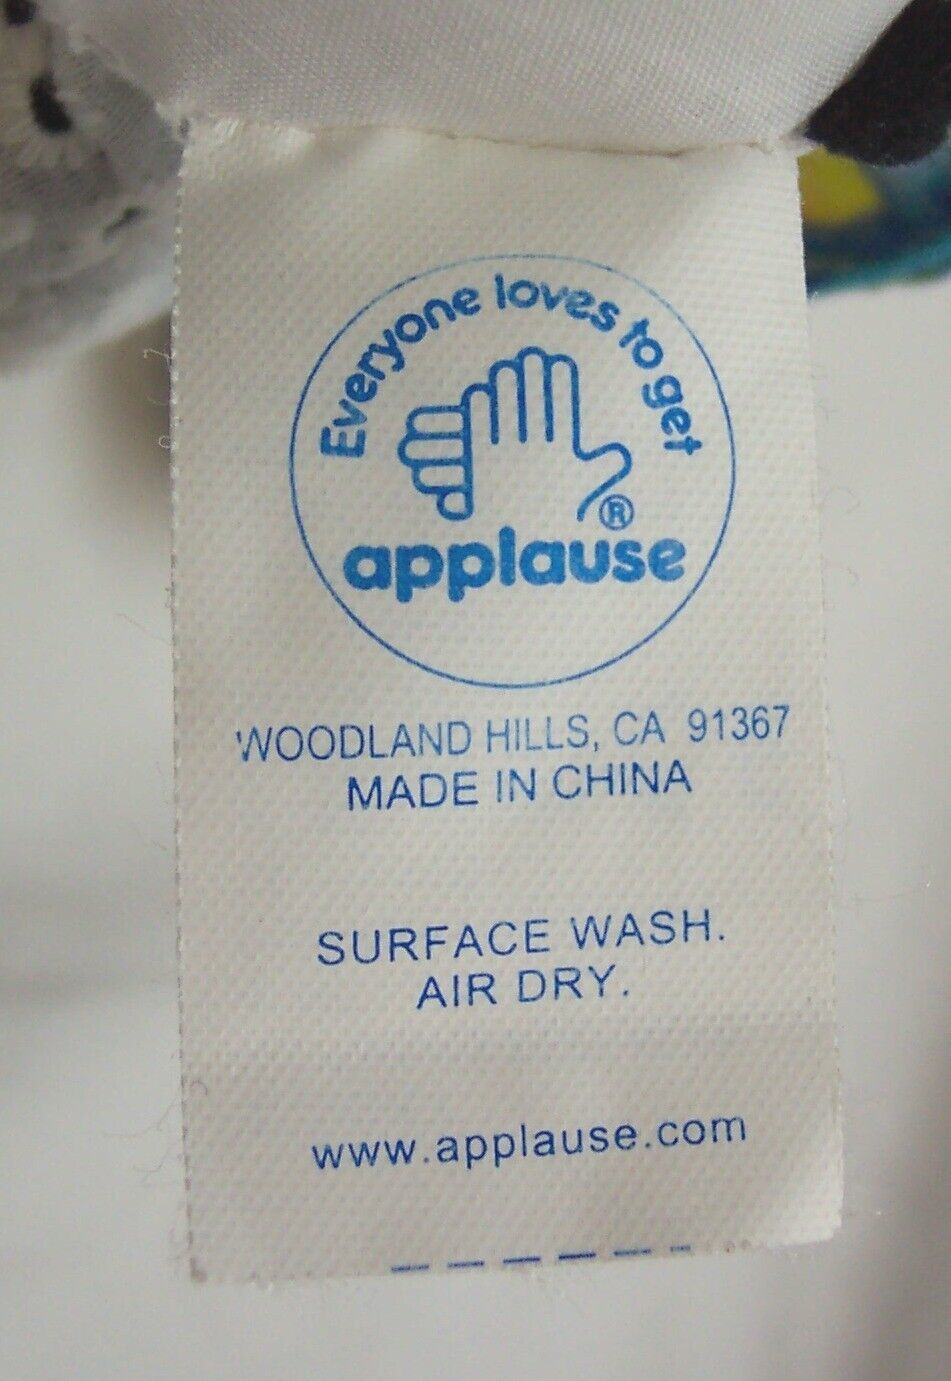 Everyone loves to get
®
applause
WOODLAND HILLS, CA 91367
MADE IN CHINA
SURFACE WASH.
AIR DRY.
www.applause.com